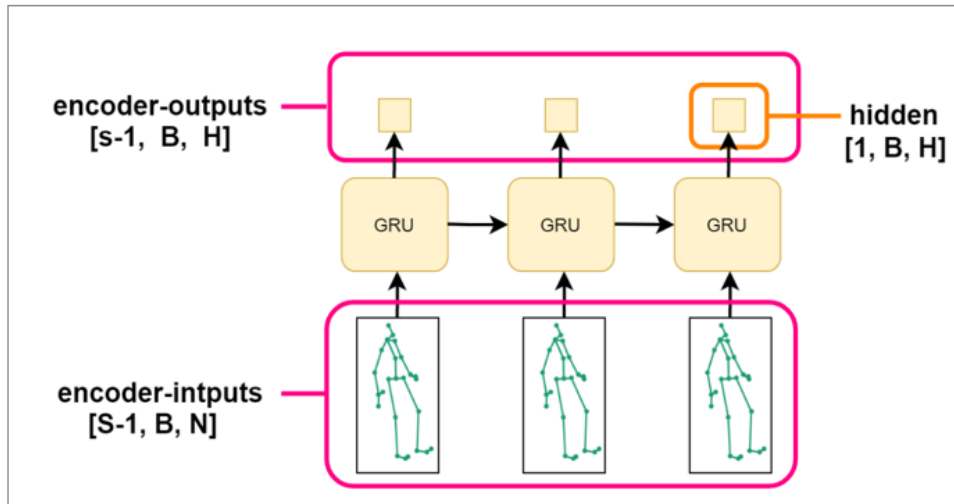 encoder-outputs
[s-1, B, H]
hidden
[1, B, H]
GRU
GRU
GRU
encoder-intputs
[S-1, B, N]